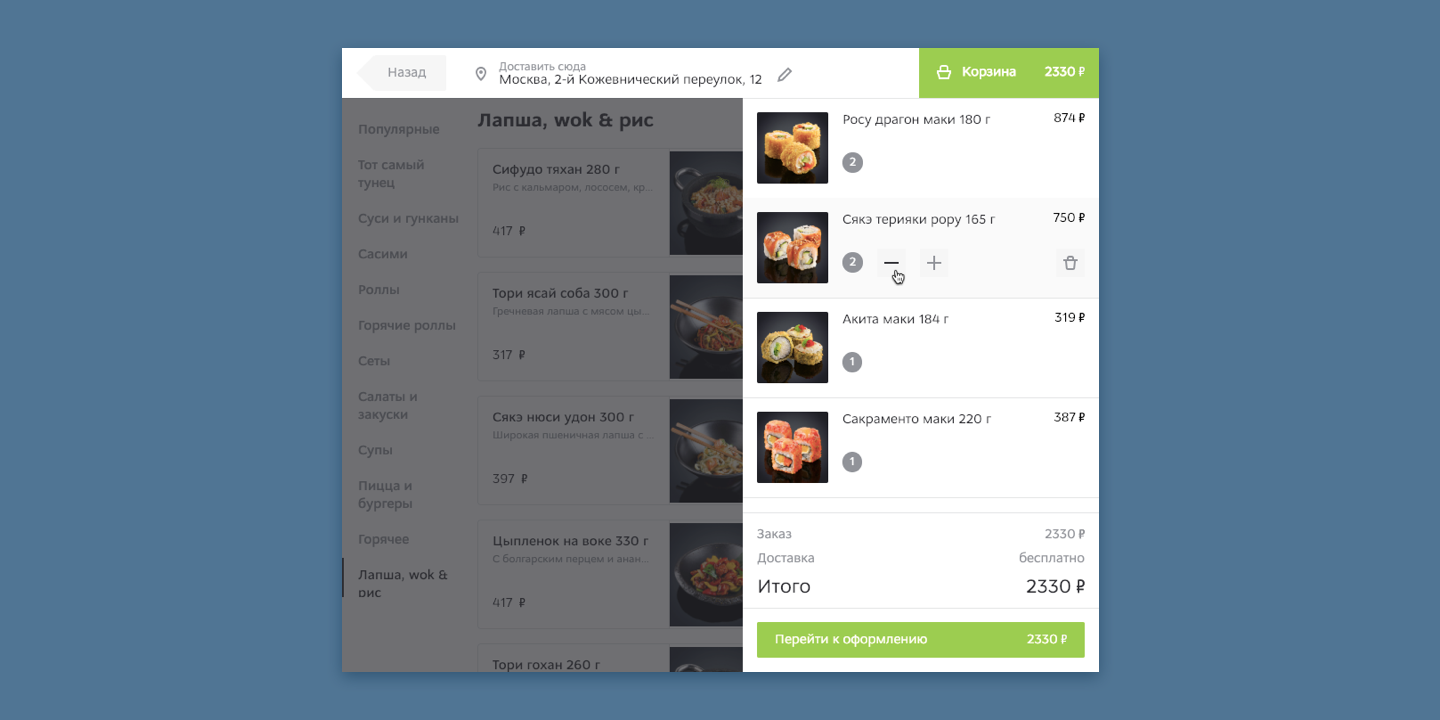 Назад
Доставить сюда
Москва, 2-й Кожевнический переулок, 12
Корзина 2330 ₽
Популярные
Тот самый
тунец
Суси и гунканы
Сасими
Роллы
Горячие роллы
Сеты
Салаты и
закуски
Супы
Пицца и
бургеры
Горячее
Лапша, wok &
рис
Лапша, wok & рис
Сифудо тяхан 280 г
Рис с кальмаром, лососем, кр...
417 ₽
Тори ясай соба 300 г
Гречневая лапша с мясом цы...
317 ₽
Сякэ нюси удон 300 г
Широкая пшеничная лапша с ...
397 ₽
Цыпленок на воке 330 г
С болгарским перцем и анан...
417 ₽
Тори гохан 260 г
Росу драгон маки 180 г 874 ₽
2
Сякэ терияки рору 165 г 750 ₽
2
Акита маки 184 г 319 ₽
1
Сакраменто маки 220 г 387 ₽
1
Заказ 2330 ₽
Доставка бесплатно
Итого 2330 ₽
Перейти к оформлению 2330 ₽